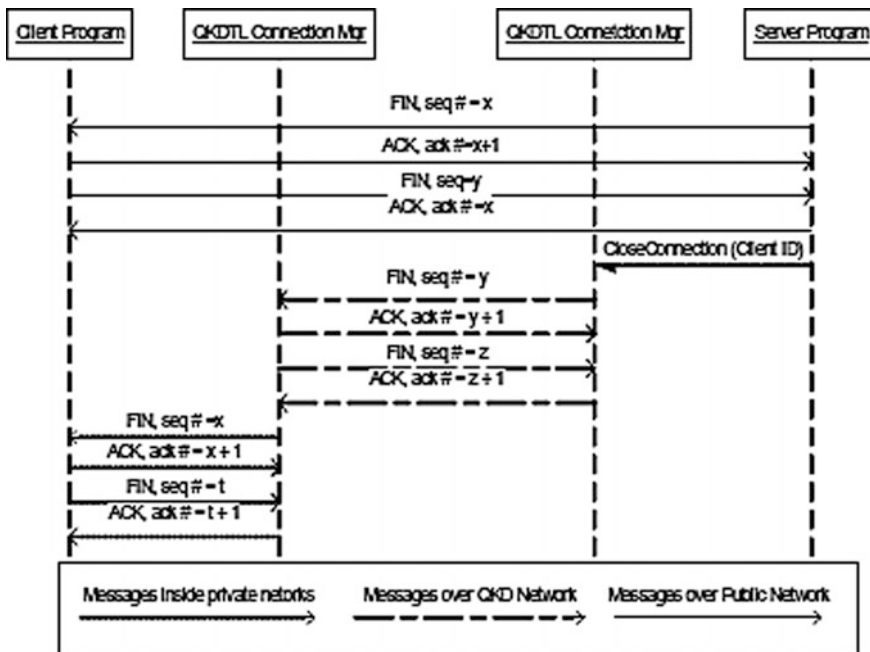 Client Program
QKDTL Connection Mgr
QKDTL Conneiction Mgr
Server Program
FIN, seq # = x
ACK, ack #=x+1
FIN, seq=y
ACK, ack # =x
CloseConnection (Client ID)
FIN, seq # = y
ACK, ack # = y + 1
FIN, seq # = z
ACK, ack # = z + 1
FIN, seq # =x
ACK, ack # = x + 1
FIN, seq # = t
ACK, ack # = t + 1
Messages Inside private networks
Messages over QKD Network
Messages over Public Network